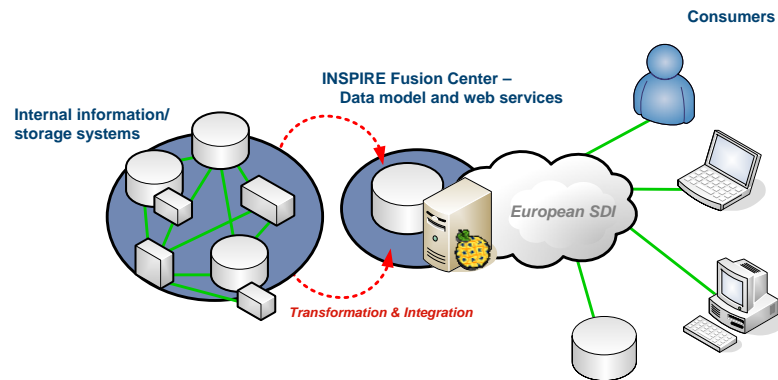 Consumers
INSPIRE Fusion Center –
Data model and web services
Internal information/
storage systems
European SDI
Transformation & Integration